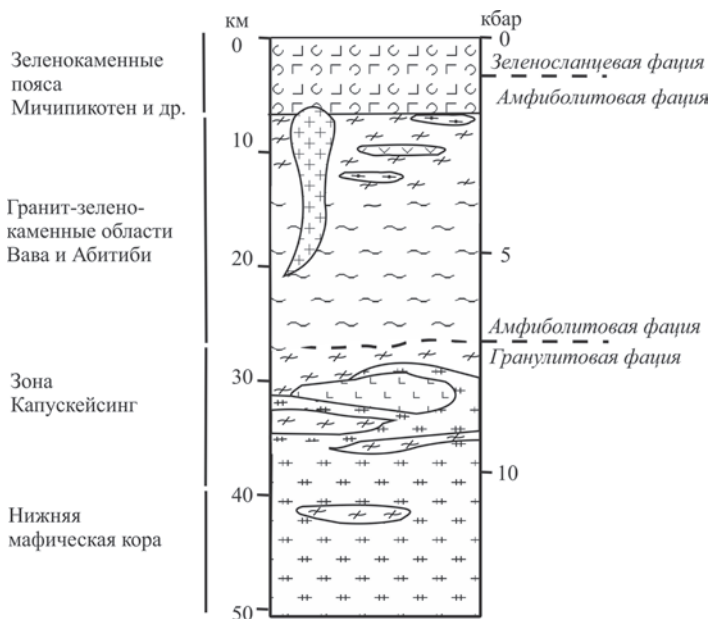 км
кбар
0
0
Зеленокаменные
пояса
Мичипикотен и др.
Зеленосланцевая фация
Амфиболитовая фация
10
Гранит-зелено-
каменные области
Вава и Абитиби
5
20
Амфиболитовая фация
Гранулитовая фация
30
Зона
Капускейсинг
10
40
Нижняя
мафическая кора
50